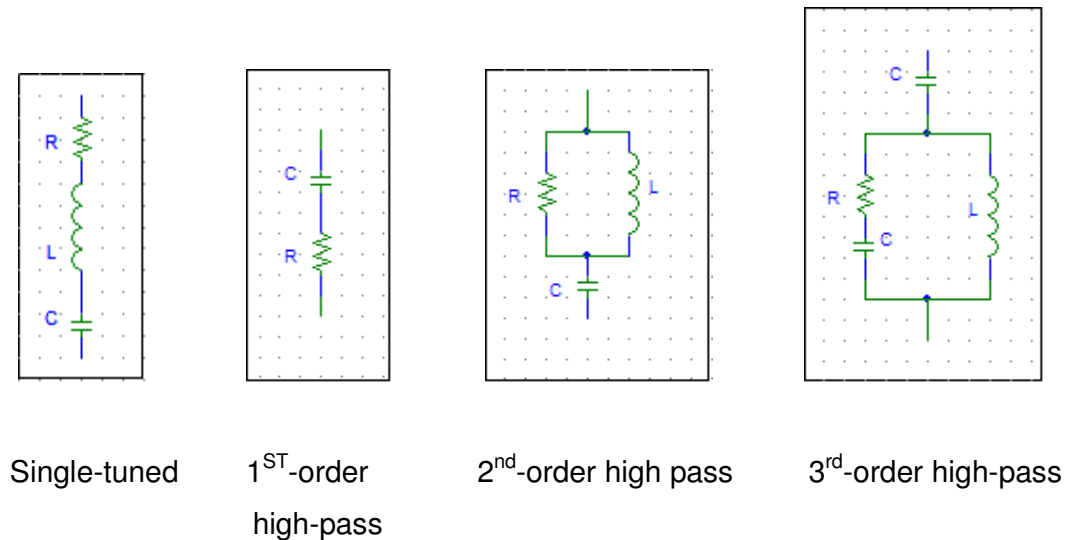 R
L
C
C
R
R
L
C
C
R
C
L
Single-tuned
1ST-order
high-pass
2nd-order high pass
3rd-order high-pass